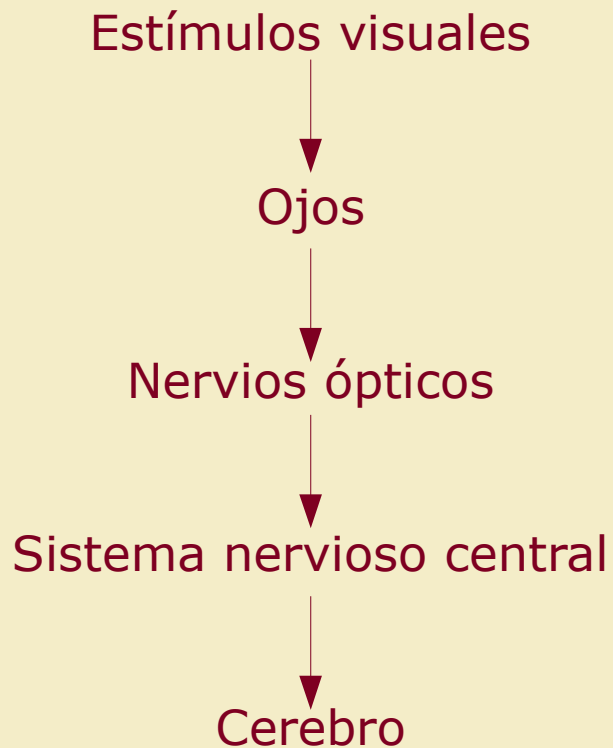 Estímulos visuales
Ojos
Nervios ópticos
Sistema nervioso central
Cerebro